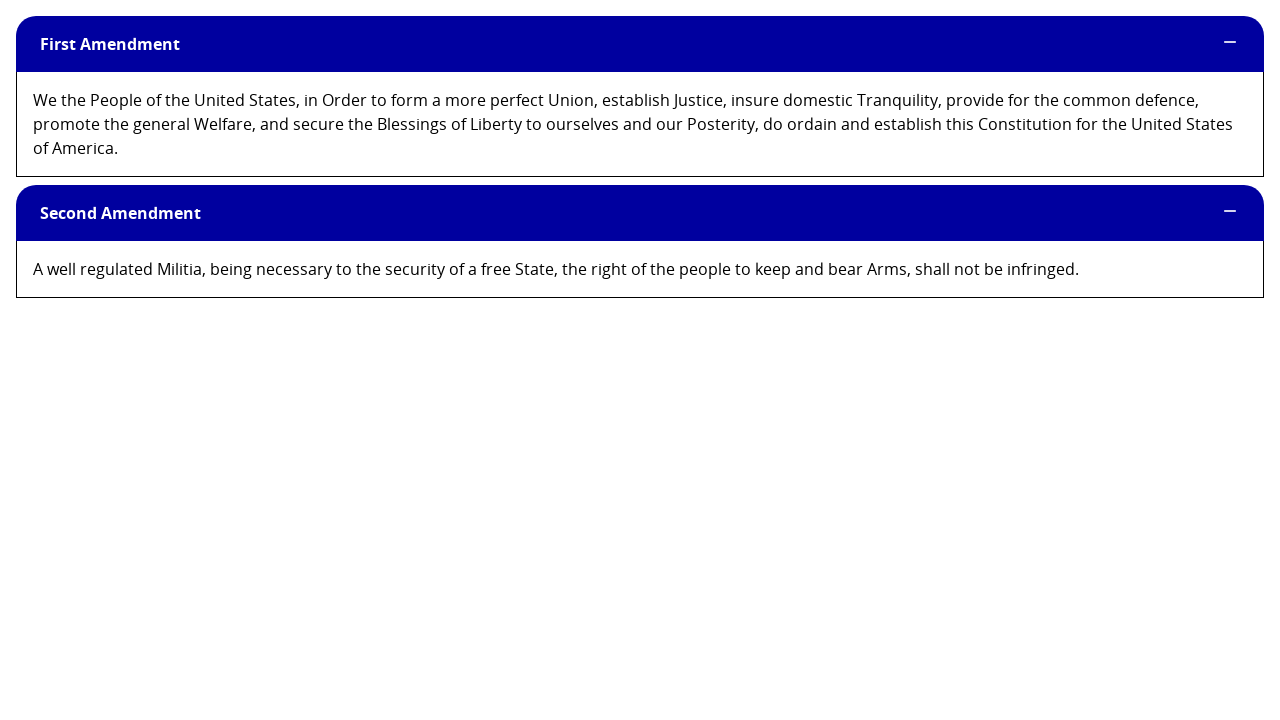 First Amendment
We the People of the United States, in Order to form a more perfect Union, establish Justice, insure domestic Tranquility, provide for the common defence,
promote the general Welfare, and secure the Blessings of Liberty to ourselves and our Posterity, do ordain and establish this Constitution for the United States
of America.
Second Amendment
A well regulated Militia, being necessary to the security of a free State, the right of the people to keep and bear Arms, shall not be infringed.